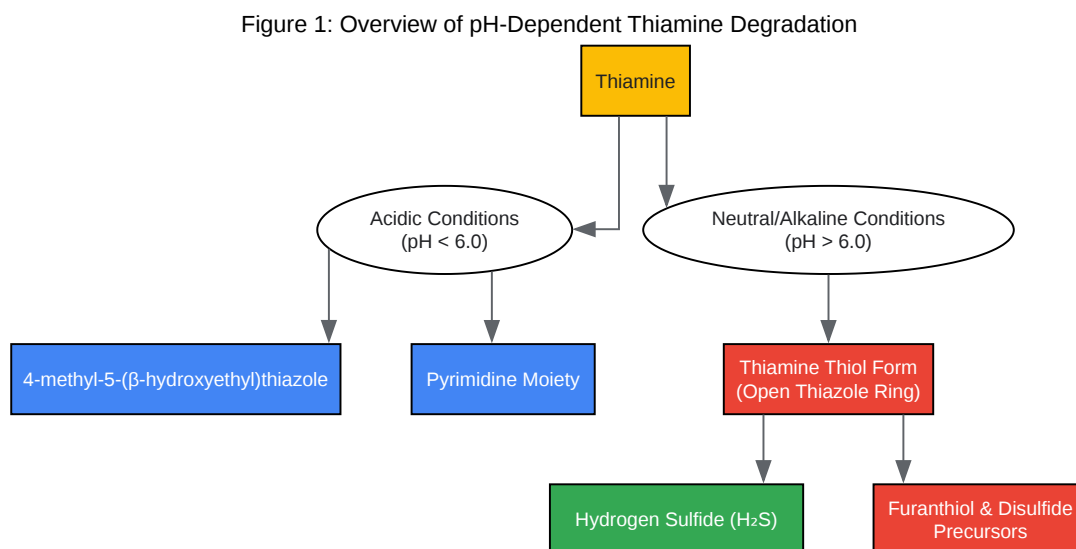 Figure 1: Overview of pH-Dependent Thiamine Degradation
Thiamine
Acidic Conditions
(pH < 6.0)
Neutral/Alkaline Conditions
(pH > 6.0)
4-methyl-5-(β-hydroxyethyl)thiazole
Pyrimidine Moiety
Thiamine Thiol Form
(Open Thiazole Ring)
Hydrogen Sulfide (H₂S)
Furanthiol & Disulfide
Precursors